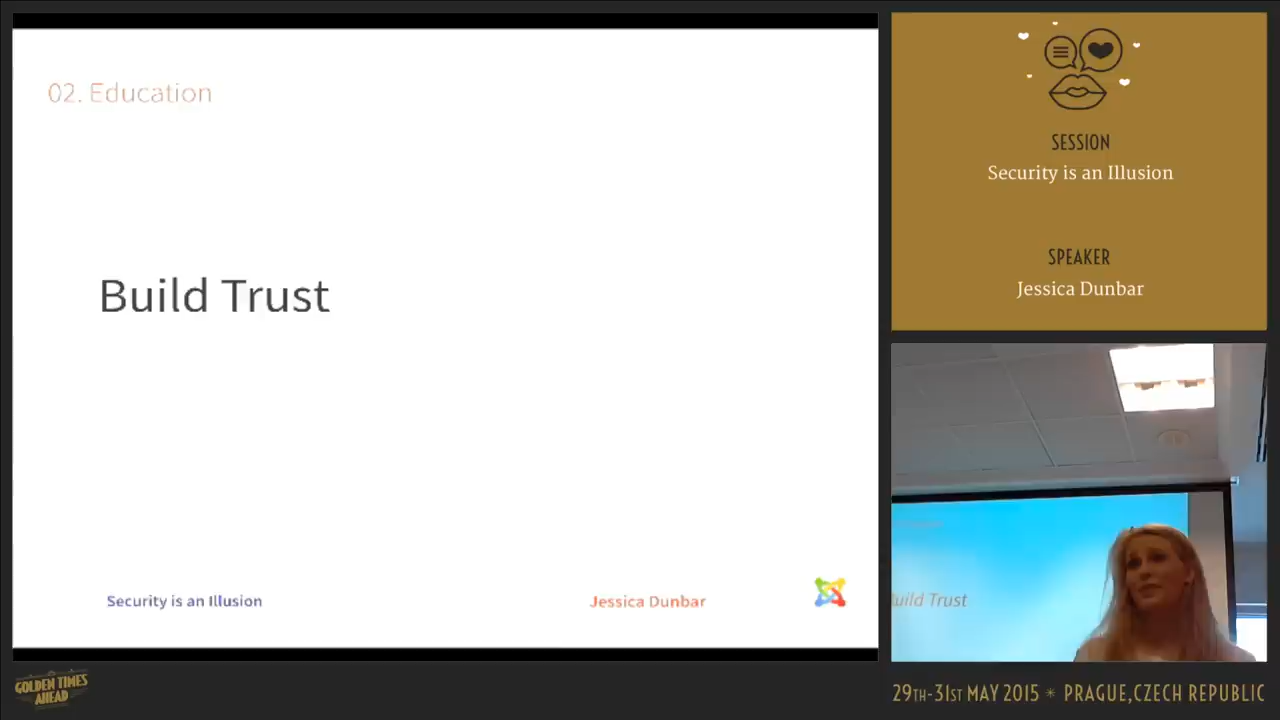 02. Education
Build Trust
Security is an Illusion
Jessica Dunbar
SESSION
Security is an Illusion
SPEAKER
Jessica Dunbar
Build Trust
GOLDEN TIMES
AHEAD
29TH-31ST MAY 2015 * PRAGUE, CZECH REPUBLIC